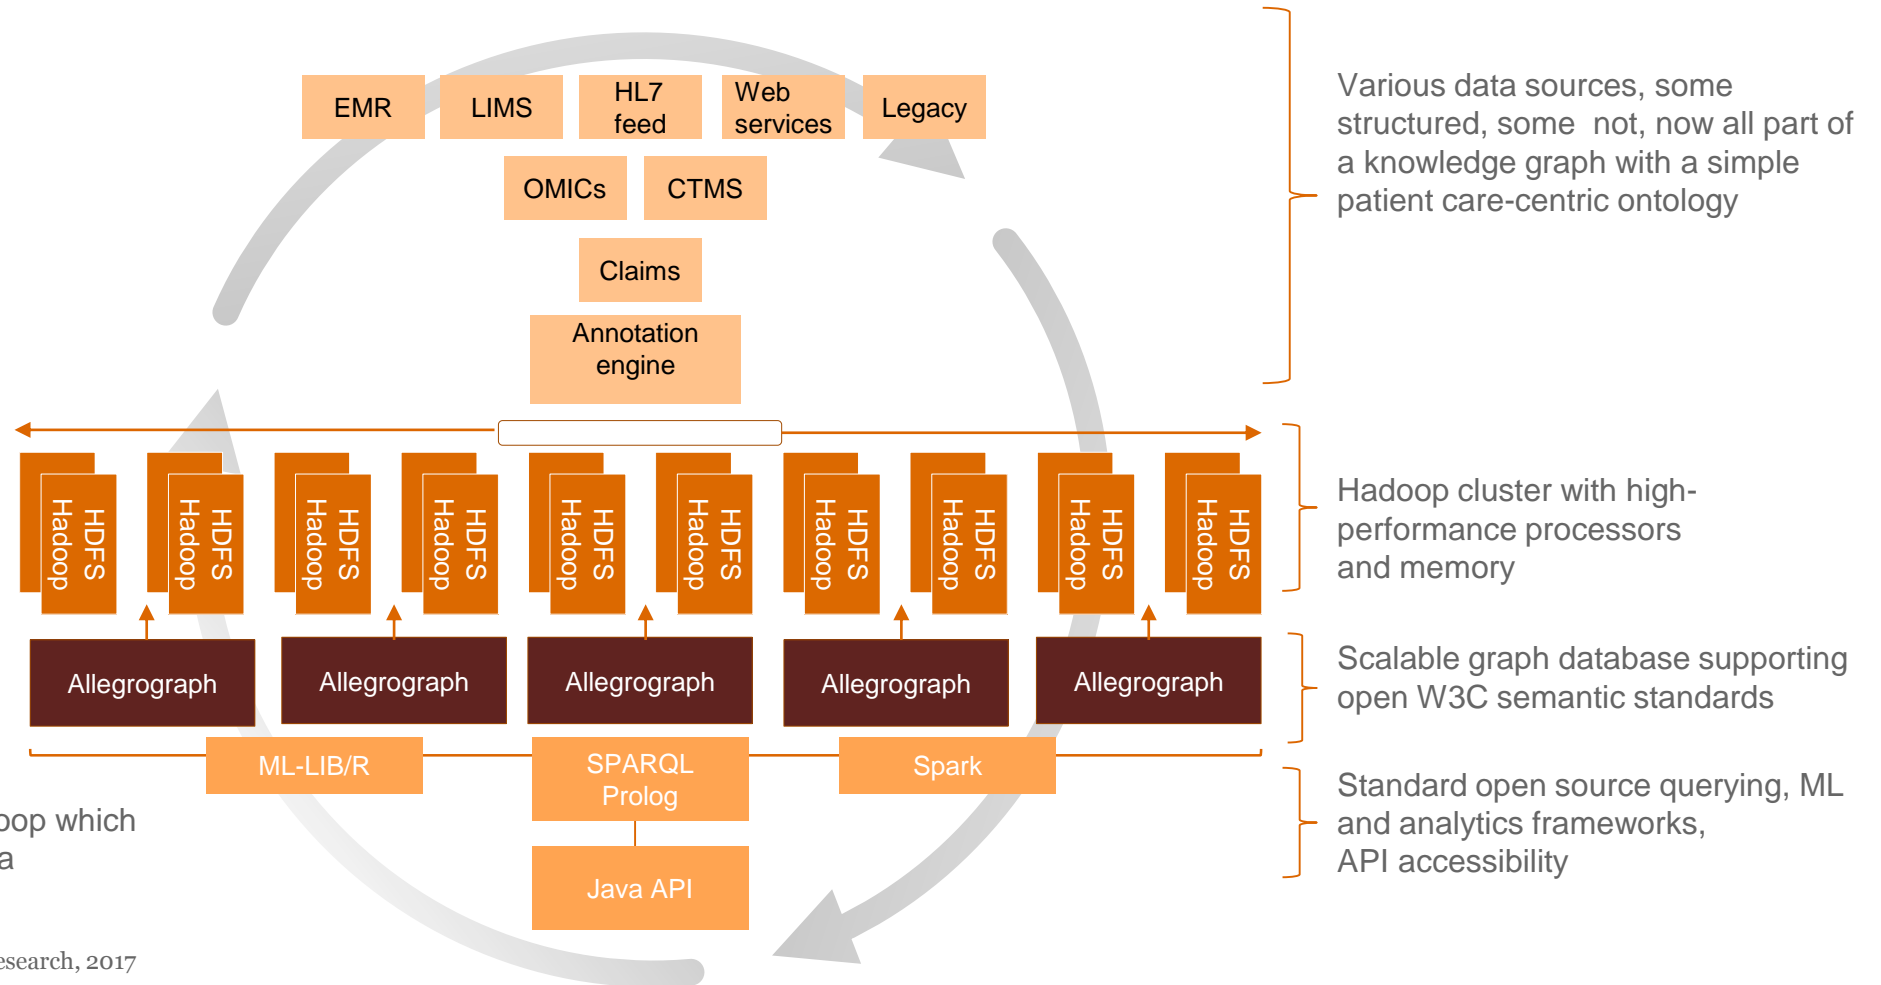 EMR
LIMS
HL7
feed
Web
services
Legacy
OMICs
CTMS
Claims
Annotation
engine
Various data sources, some
structured, some not, now all part of
a knowledge graph with a simple
patient care-centric ontology
HDFS
Hadoop
HDFS
Hadoop
HDFS
Hadoop
HDFS
Hadoop
HDFS
Hadoop
HDFS
Hadoop
HDFS
Hadoop
HDFS
Hadoop
HDFS
Hadoop
HDFS
Hadoop
Hadoop cluster with high-
performance processors
and memory
Allegrograph
Allegrograph
Allegrograph
Allegrograph
Allegrograph
Scalable graph database supporting
open W3C semantic standards
ML-LIB/R
SPARQL
Prolog
Spark
Java API
Standard open source querying, ML
and analytics frameworks,
API accessibility
oop which
a
esearch, 2017